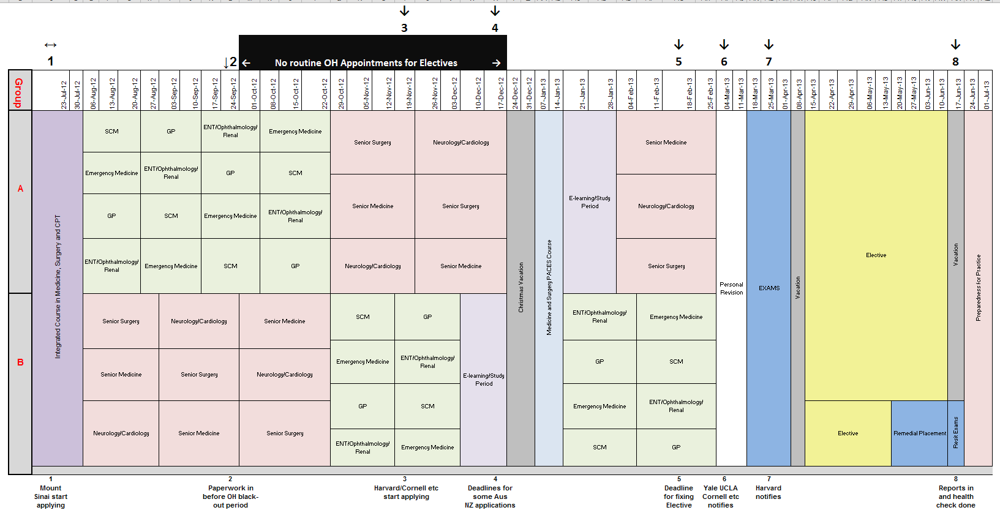 3
4
1
2
No routine OH Appointments for Electives
5
6
7
8
Group
23-Jul-12
30-Jul-12
06-Aug-12
13-Aug-12
20-Aug-12
27-Aug-12
03-Sep-12
10-Sep-12
17-Sep-12
24-Sep-12
01-Oct-12
08-Oct-12
15-Oct-12
22-Oct-12
29-Oct-12
05-Nov-12
12-Nov-12
19-Nov-12
26-Nov-12
03-Dec-12
10-Dec-12
17-Dec-12
24-Dec-12
31-Dec-12
07-Jan-13
14-Jan-13
21-Jan-13
28-Jan-13
04-Feb-13
11-Feb-13
18-Feb-13
25-Feb-13
04-Mar-13
11-Mar-13
18-Mar-13
25-Mar-13
01-Apr-13
08-Apr-13
15-Apr-13
22-Apr-13
29-Apr-13
06-May-13
13-May-13
20-May-13
27-May-13
03-Jun-13
10-Jun-13
17-Jun-13
24-Jun-13
01-Jul-13
A
Integrated Course in Medicine, Surgery and CPT
SCM
GP
ENT/Ophthalmology/
Renal
Emergency Medicine
Emergency Medicine
ENT/Ophthalmology/
Renal
GP
SCM
GP
SCM
Emergency Medicine
ENT/Ophthalmology/
Renal
ENT/Ophthalmology/
Renal
Emergency Medicine
SCM
GP
Senior Surgery
Neurology/Cardiology
Senior Medicine
Senior Surgery
Neurology/Cardiology
Senior Medicine
Christmas Vacation
Medicine and Surgery PACES Course
E-learning/Study
Period
Senior Medicine
Neurology/Cardiology
Senior Surgery
Personal
Revision
EXAMS
Vacation
Elective
Vacation
Preparedness for Practice
B
Senior Surgery
Neurology/Cardiology
Senior Medicine
Senior Medicine
Senior Surgery
Neurology/Cardiology
Neurology/Cardiology
Senior Medicine
Senior Surgery
SCM
GP
Emergency Medicine
ENT/Ophthalmology/
Renal
GP
SCM
ENT/Ophthalmology/
Renal
Emergency Medicine
E-learning/Study
Period
ENT/Ophthalmology/
Renal
Emergency Medicine
GP
SCM
Emergency Medicine
ENT/Ophthalmology/
Renal
SCM
GP
Elective
Remedial Placement
Resit Exams
1
Mount
Sinai start
applying
2
Paperwork in
before OH black-
out period
3
Harvard/Cornell etc
start applying
4
Deadlines for
some Aus
NZ applications
5
Deadline
for fixing
Elective
6
Yale UCLA
Cornell etc
notifies
7
Harvard
notifies
8
Reports in
and health
check done